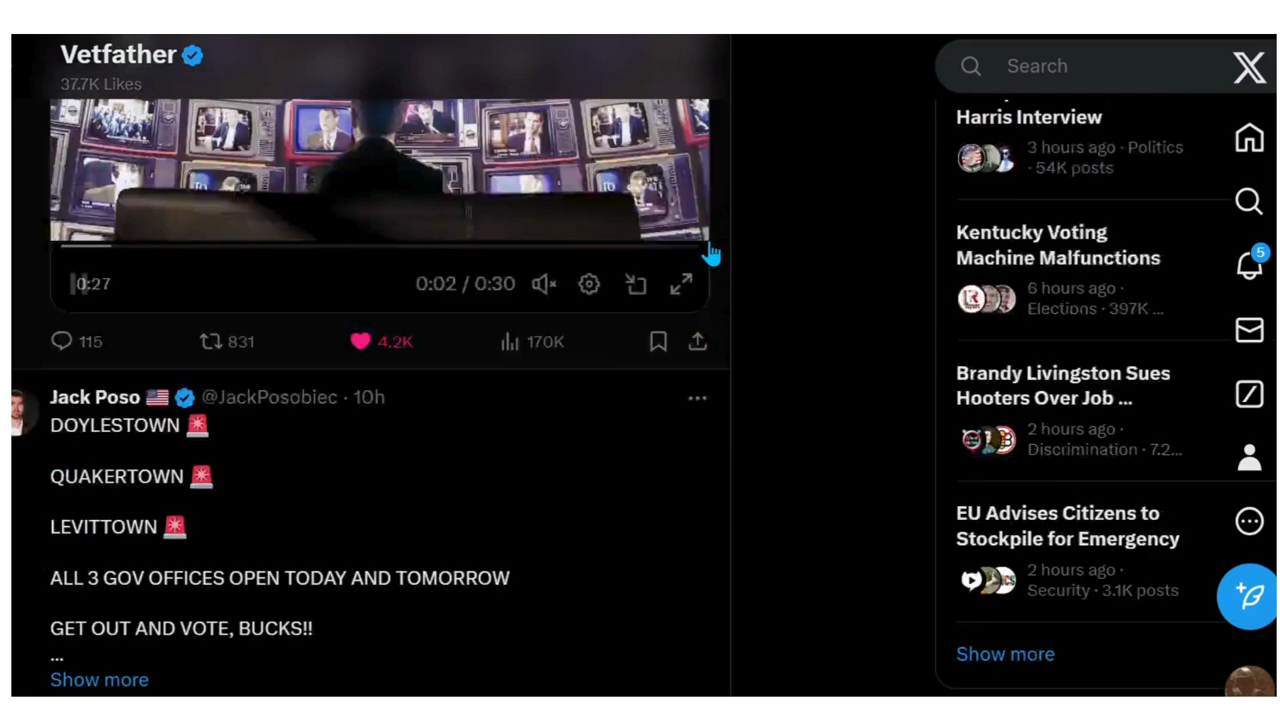 Vetfather
37.7K Likes
0:27
0:02 / 0:30
115
831
4.2K
170K
Jack Poso 🇺🇸 @JackPosobiec · 10h
DOYLESTOWN 🚨
QUAKERTOWN 🚨
LEVITTOWN 🚨
ALL 3 GOV OFFICES OPEN TODAY AND TOMORROW
GET OUT AND VOTE, BUCKS!!
...
Show more
Search
Harris Interview
3 hours ago · Politics
· 54K posts
Kentucky Voting
Machine Malfunctions
6 hours ago ·
Elections · 397K ...
Brandy Livingston Sues
Hooters Over Job ...
2 hours ago ·
Discrimination · 7.2...
EU Advises Citizens to
Stockpile for Emergency
2 hours ago ·
Security · 3.1K posts
Show more
X
5